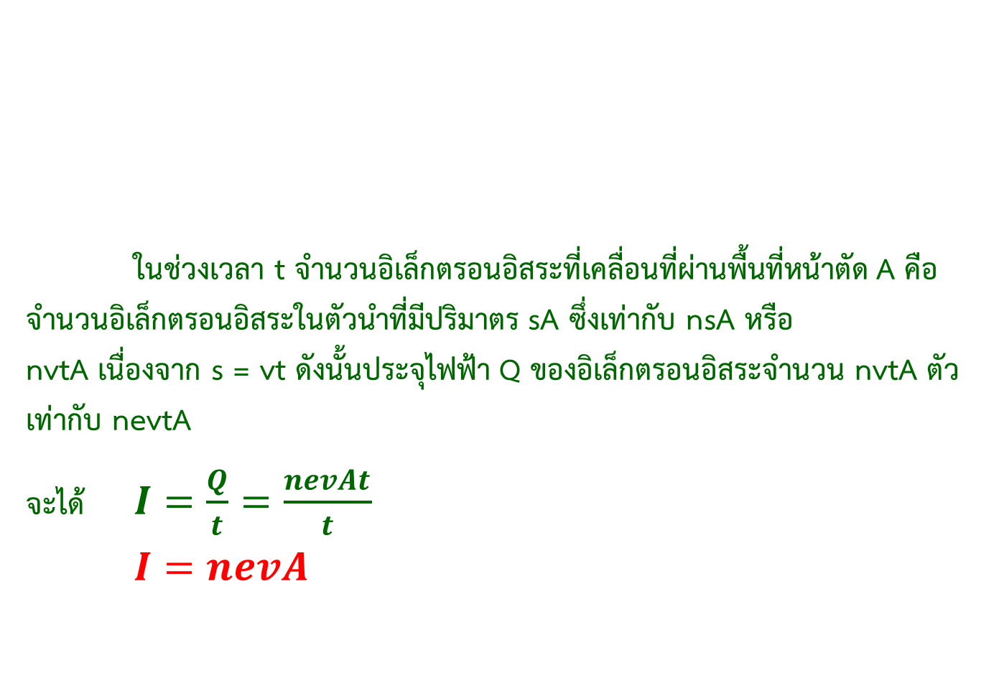 ในช่วงเวลา t จำนวนอิเล็กตรอนอิสระที่เคลื่อนที่ผ่านพื้นที่หน้าตัด A คือ
จำนวนอิเล็กตรอนอิสระในตัวนำที่มีปริมาตร sA ซึ่งเท่ากับ nsA หรือ
nvtA เนื่องจาก s = vt ดังนั้นประจุไฟฟ้า Q ของอิเล็กตรอนอิสระจำนวน nvtA ตัว
เท่ากับ nevtA
จะได้ I = Q/t = nevAt/t
I = nevA